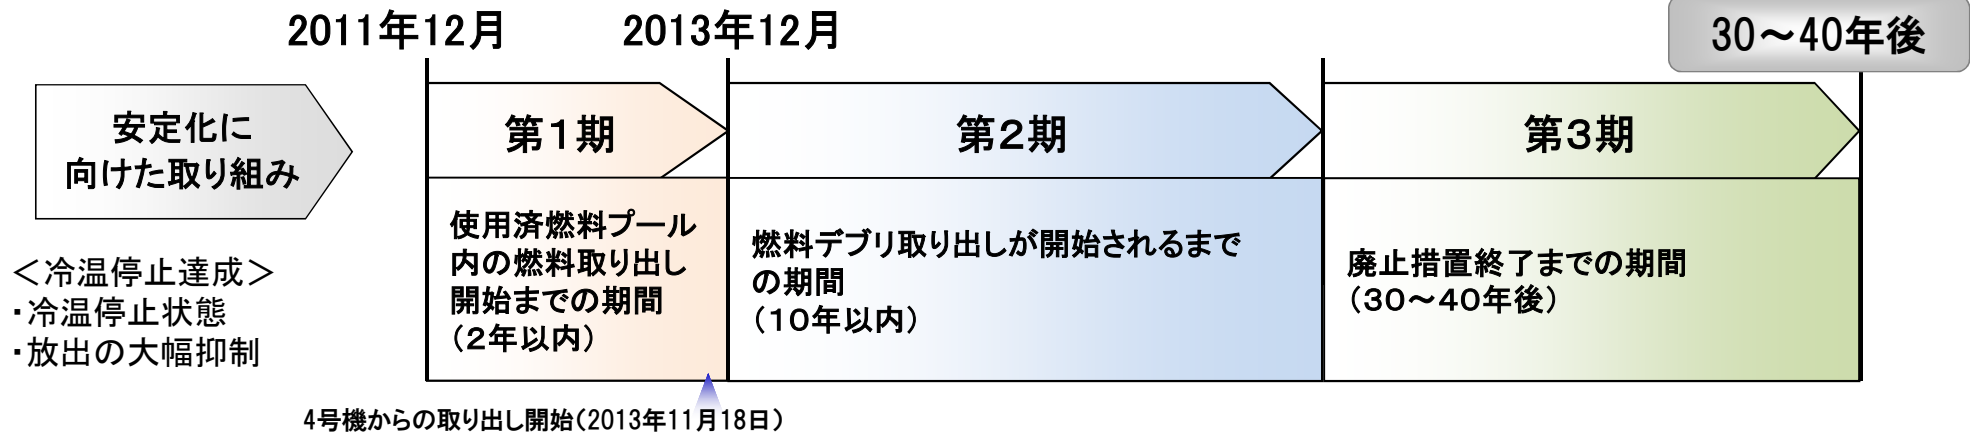 2011年12月
2013年12月
30～40年後
安定化に
向けた取り組み
＜冷温停止達成＞
・冷温停止状態
・放出の大幅抑制
第１期
使用済燃料プール
内の燃料取り出し
開始までの期間
（２年以内）
第２期
燃料デブリ取り出しが開始されるまで
の期間
（１０年以内）
第３期
廃止措置終了までの期間
（３０～４０年後）
4号機からの取り出し開始（2013年11月18日）